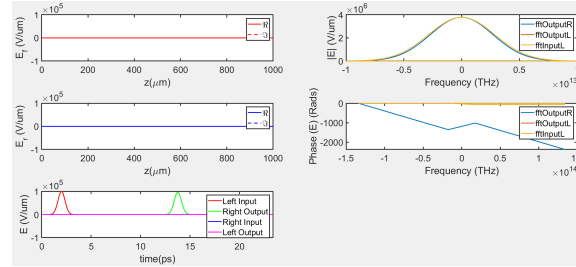 ×10^5
1
0
-1
E_f (V/um)
0 200 400 600 800 1000
z(μm)
ℜ
ℑ
×10^5
1
0
-1
E_r (V/um)
0 200 400 600 800 1000
z(μm)
ℜ
ℑ
×10^5
1
0
-1
E (V/um)
0 5 10 15 20
time(ps)
Left Input
Right Output
Right Input
Left Output
×10^6
4
2
0
|E| (V/um)
-1 -0.5 0 0.5
×10^13
Frequency (THz)
fftOutputR
fftOutputL
fftInputL
0
-1000
-2000
Phase (E) (Rads)
-1.5 -1 -0.5 0 0.5 1
×10^14
Frequency (THz)
fftOutputR
fftOutputL
fftInputL